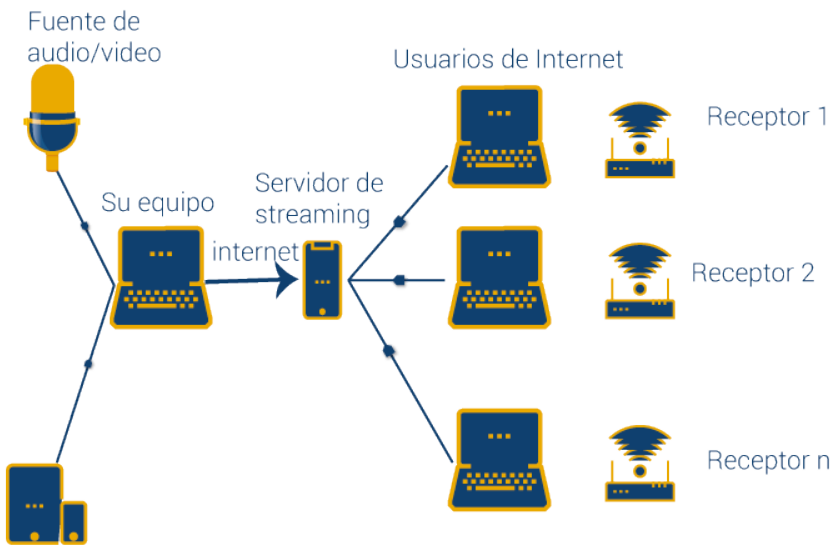 Fuente de
audio/video
Usuarios de Internet
Receptor 1
Su equipo
Servidor de
streaming
internet
Receptor 2
Receptor n